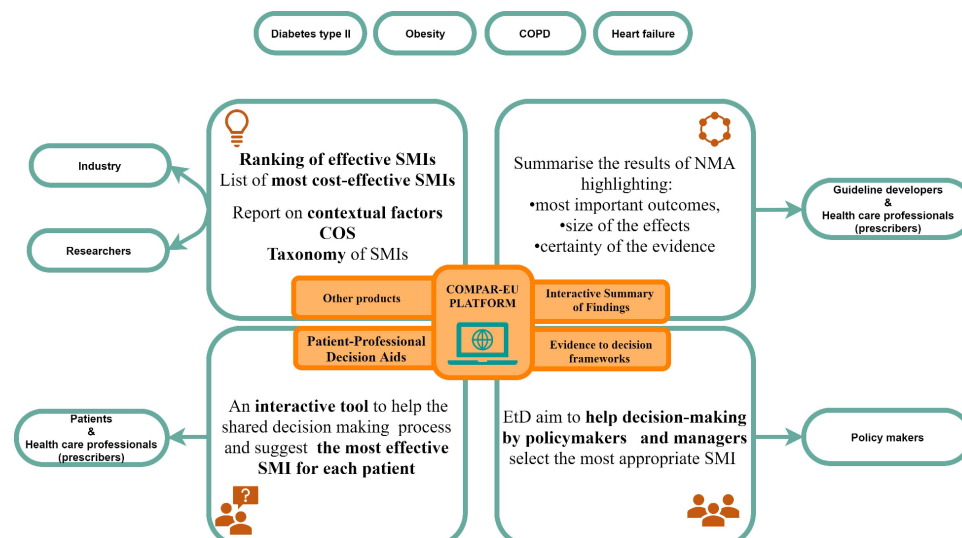 Diabetes type II
Obesity
COPD
Heart failure
Industry
Researchers
Ranking of effective SMIs
List of most cost-effective SMIs
Report on contextual factors
COS
Taxonomy of SMIs
Other products
Summarise the results of NMA
highlighting:
•most important outcomes,
•size of the effects
•certainty of the evidence
Interactive Summary
of Findings
Guideline developers
&
Health care professionals
(prescribers)
COMPAR-EU
PLATFORM
Patient-Professional
Decision Aids
An interactive tool to help the
shared decision making process
and suggest the most effective
SMI for each patient
?
Patients
&
Health care professionals
(prescribers)
Evidence to decision
frameworks
EtD aim to help decision-making
by policymakers and managers
select the most appropriate SMI
Policy makers